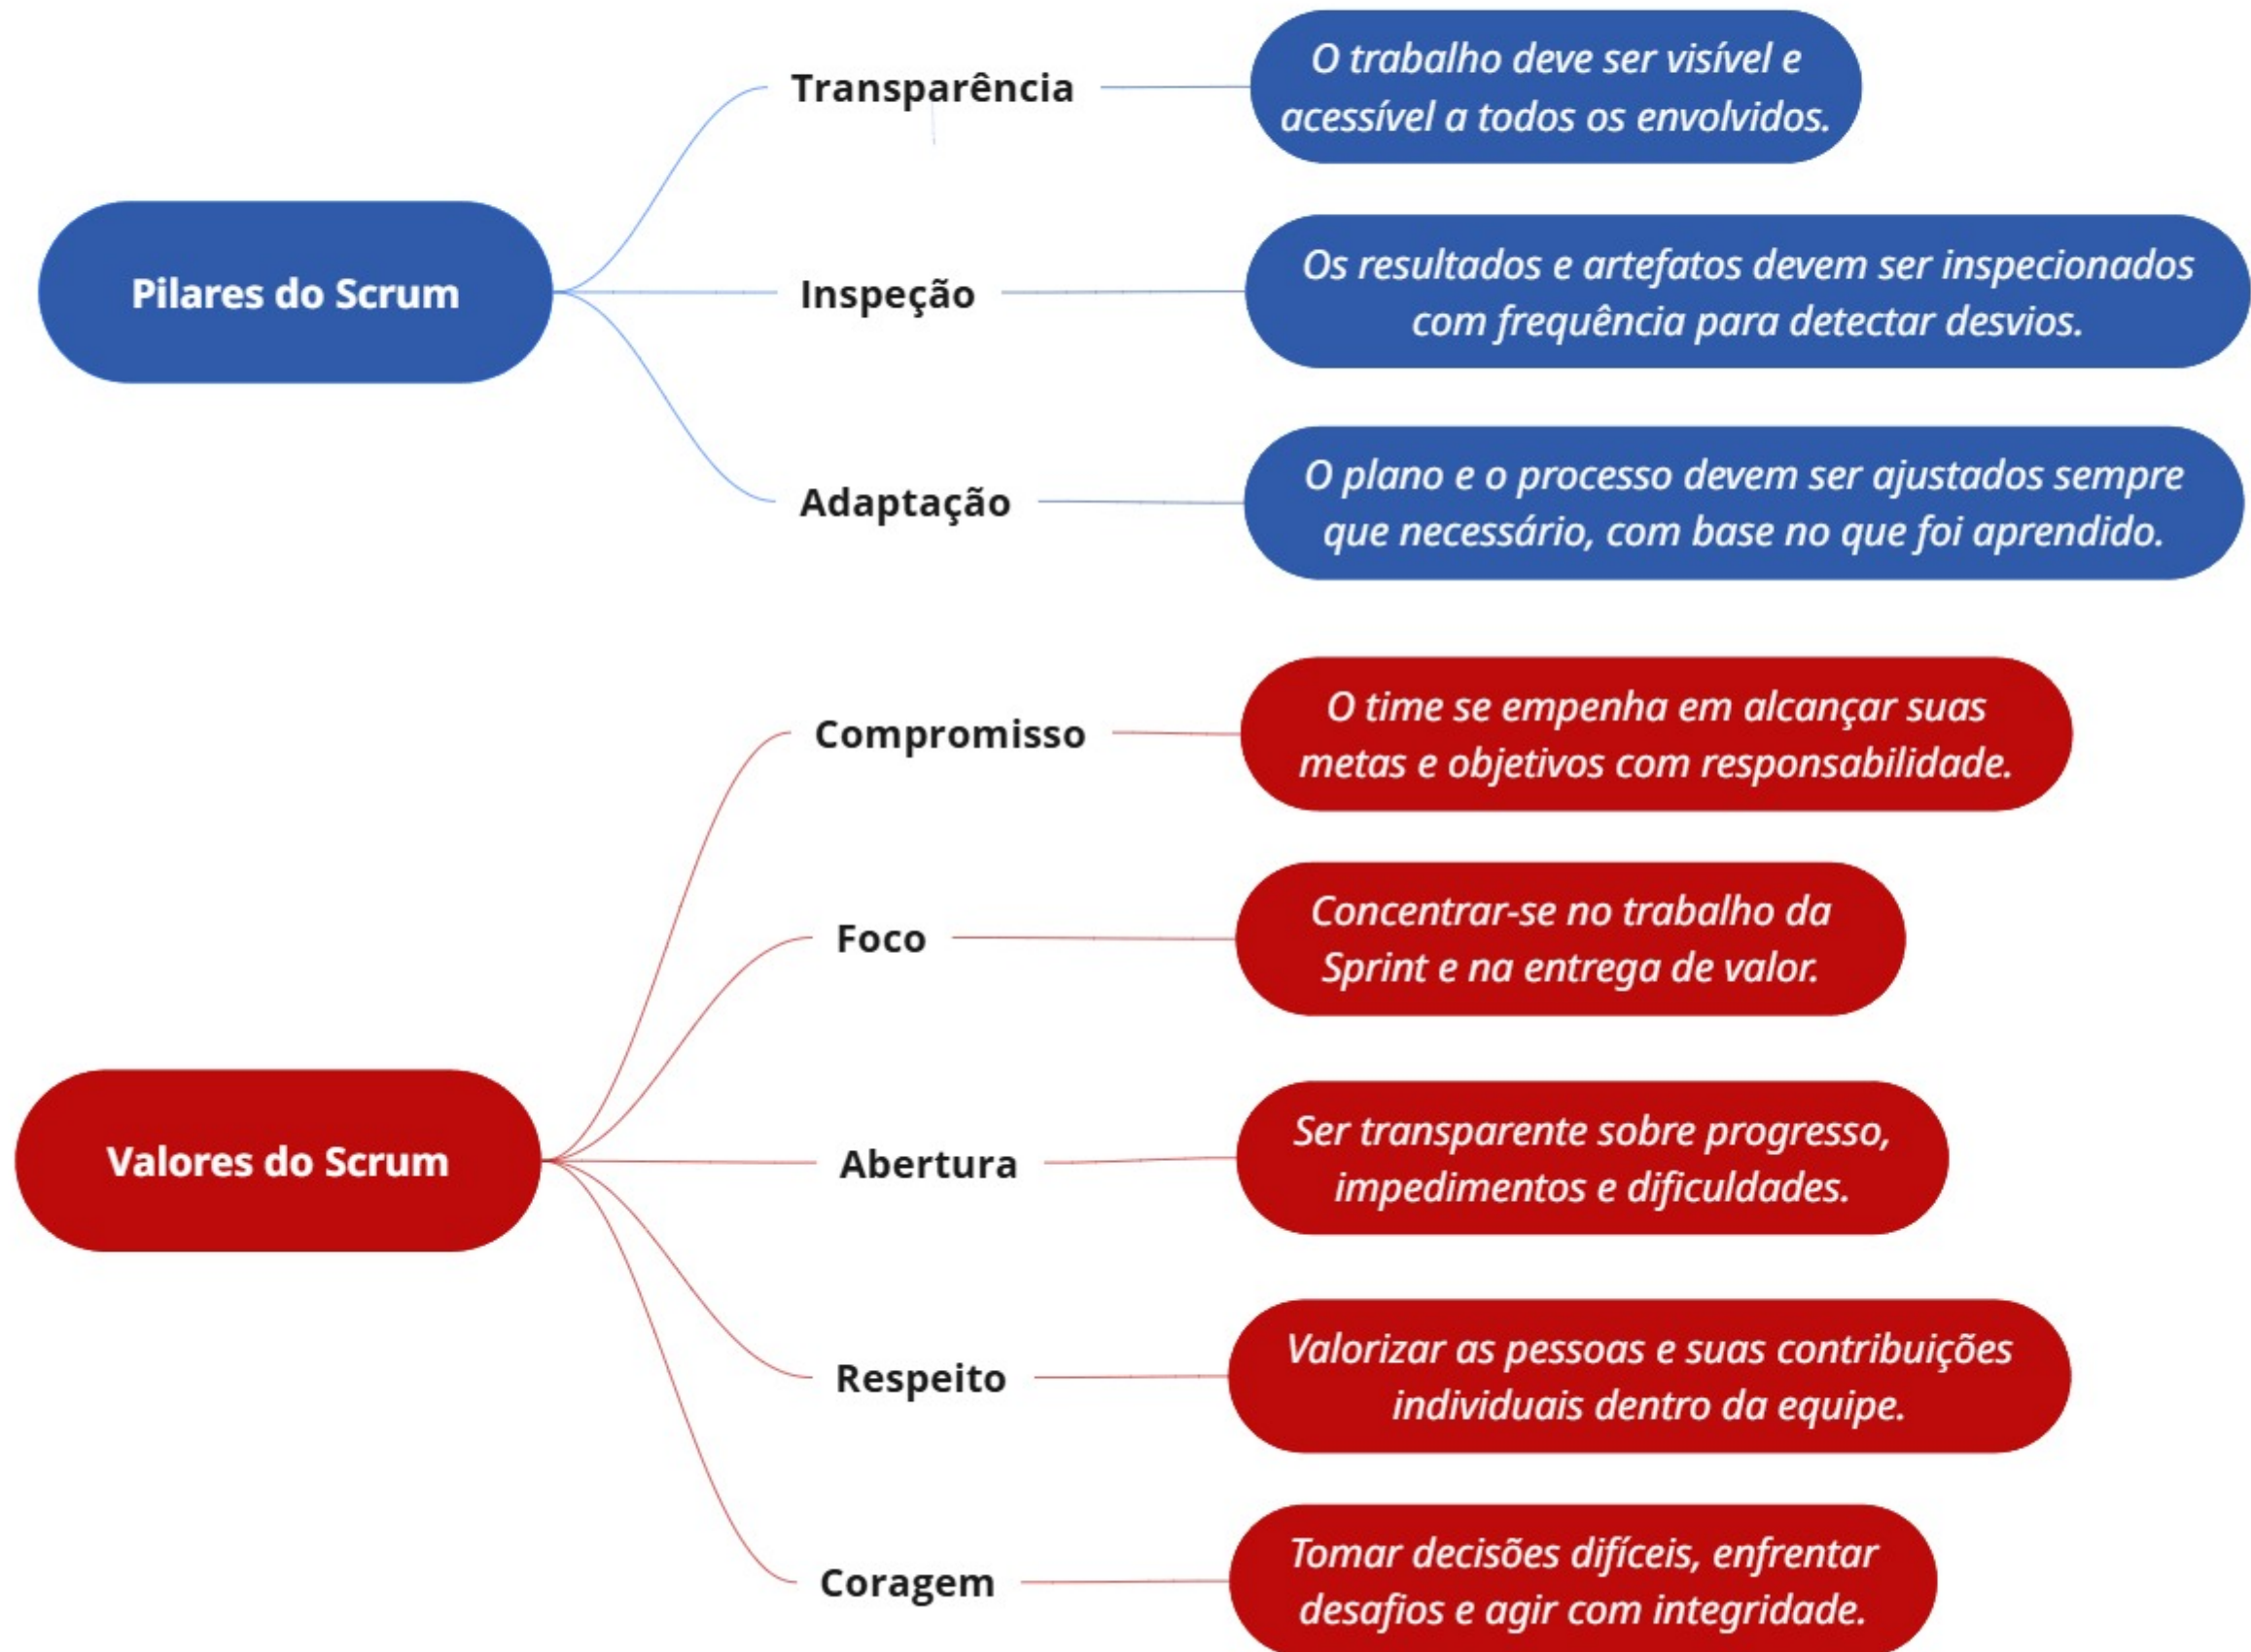 Pilares do Scrum
Transparência
O trabalho deve ser visível e
acessível a todos os envolvidos.
Inspeção
Os resultados e artefatos devem ser inspecionados
com frequência para detectar desvios.
Adaptação
O plano e o processo devem ser ajustados sempre
que necessário, com base no que foi aprendido.
Valores do Scrum
Compromisso
O time se empenha em alcançar suas
metas e objetivos com responsabilidade.
Foco
Concentrar-se no trabalho da
Sprint e na entrega de valor.
Abertura
Ser transparente sobre progresso,
impedimentos e dificuldades.
Respeito
Valorizar as pessoas e suas contribuições
individuais dentro da equipe.
Coragem
Tomar decisões difíceis, enfrentar
desafios e agir com integridade.